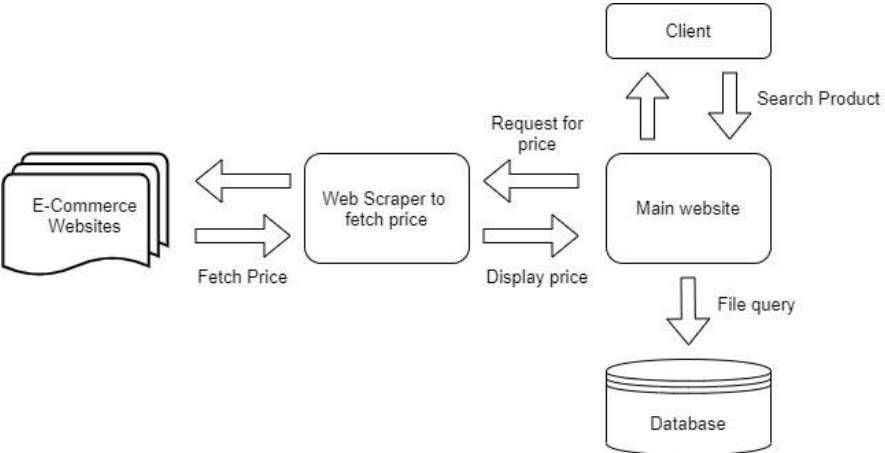 Client
Search Product
Request for
price
E-Commerce
Websites
Web Scraper to
fetch price
Main website
Fetch Price
Display price
File query
Database